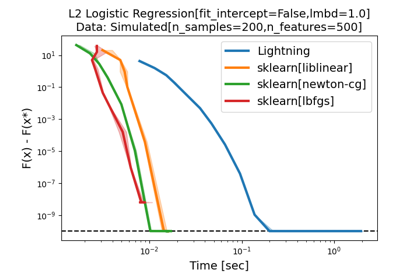 L2 Logistic Regression[fit_intercept=False,lmbd=1.0]
Data: Simulated[n_samples=200,n_features=500]
Lightning
sklearn[liblinear]
sklearn[newton-cg]
sklearn[lbfgs]
F(x) - F(x*)
10¹
10⁻¹
10⁻³
10⁻⁵
10⁻⁷
10⁻⁹
10⁻²
10⁻¹
10⁰
Time [sec]